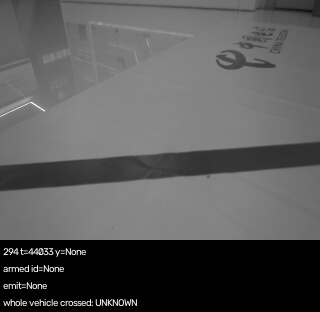 294 t=44033 y=None
armed id=None
emit=None
whole vehicle crossed: UNKNOWN